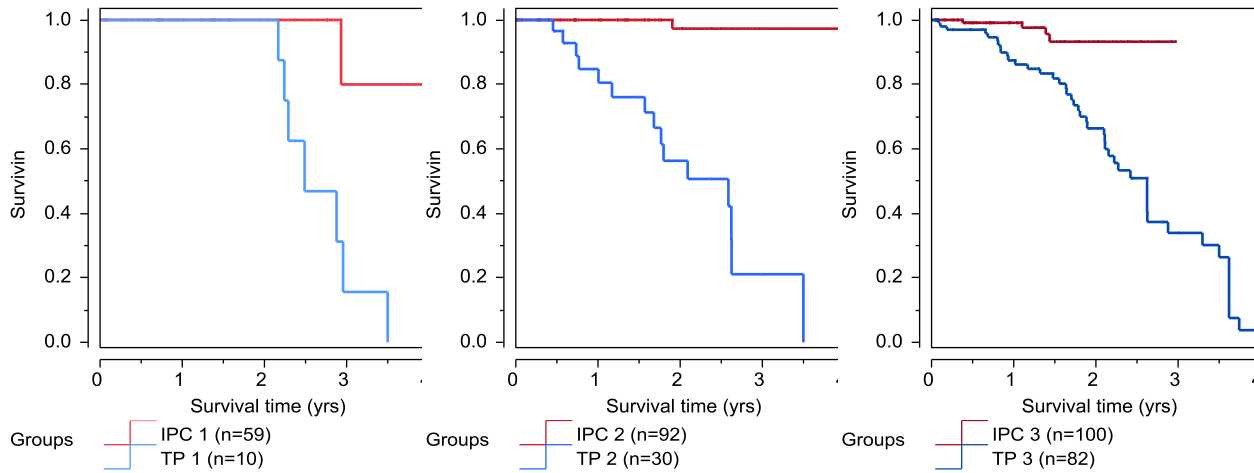 1.0
0.8
0.6
0.4
0.2
0.0
Survivin
0 1 2 3
Survival time (yrs)
Groups
IPC 1 (n=59)
TP 1 (n=10)
1.0
0.8
0.6
0.4
0.2
0.0
Survivin
0 1 2 3
Survival time (yrs)
Groups
IPC 2 (n=92)
TP 2 (n=30)
1.0
0.8
0.6
0.4
0.2
0.0
Survivin
0 1 2 3 4
Survival time (yrs)
Groups
IPC 3 (n=100)
TP 3 (n=82)